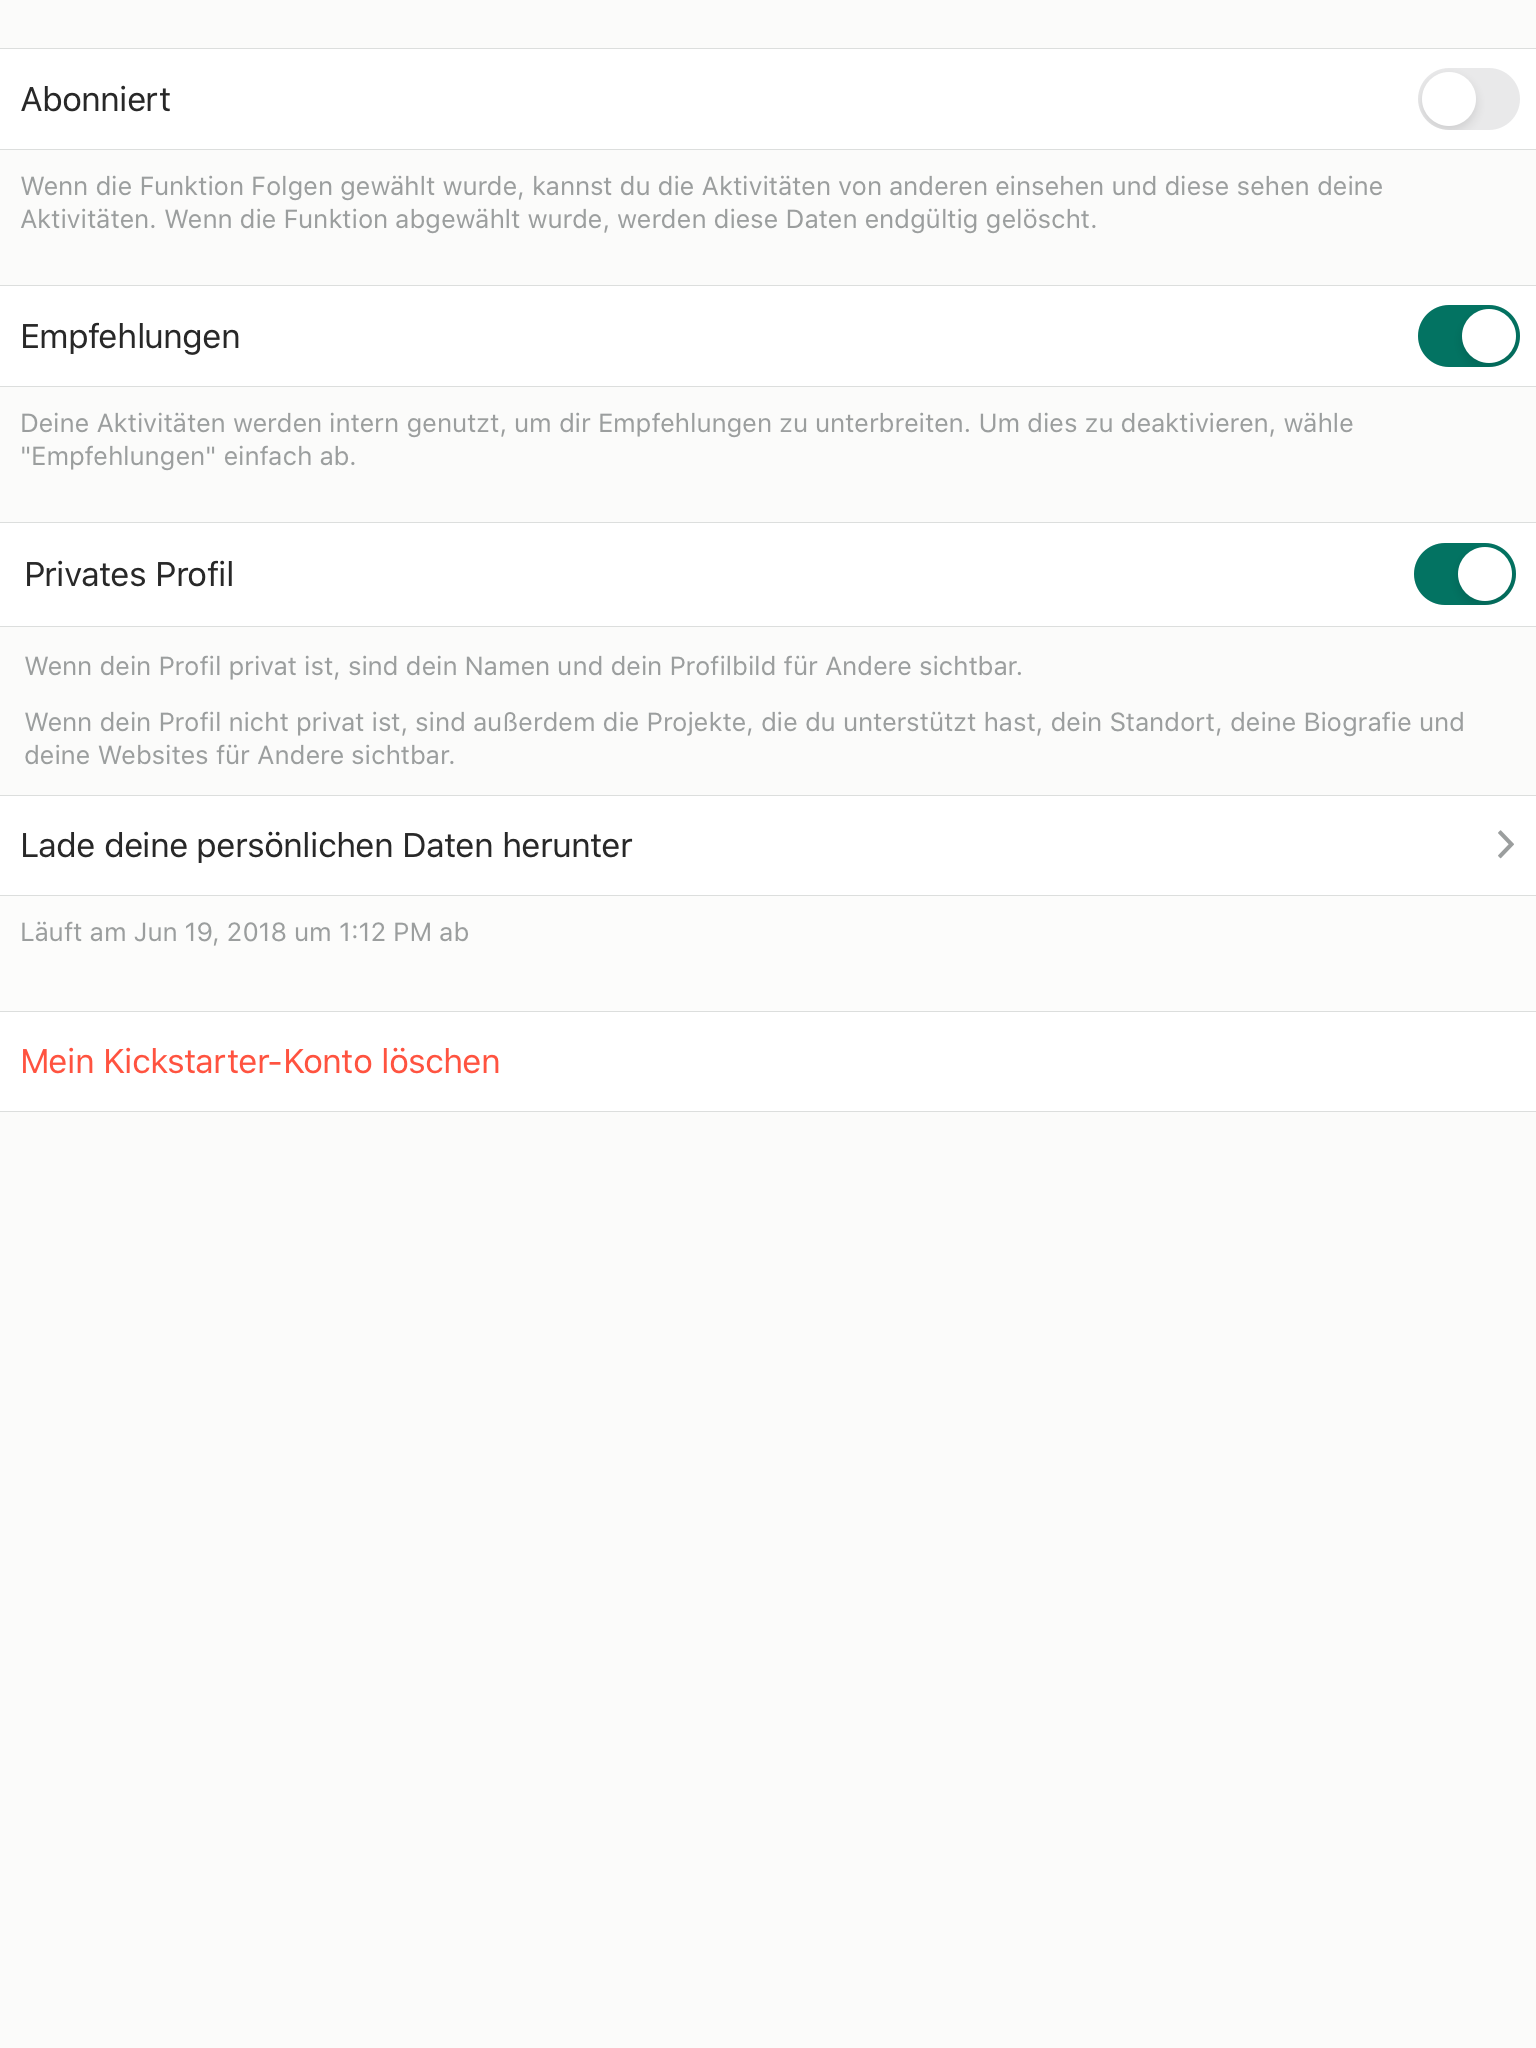 Abonniert
Wenn die Funktion Folgen gewählt wurde, kannst du die Aktivitäten von anderen einsehen und diese sehen deine
Aktivitäten. Wenn die Funktion abgewählt wurde, werden diese Daten endgültig gelöscht.
Empfehlungen
Deine Aktivitäten werden intern genutzt, um dir Empfehlungen zu unterbreiten. Um dies zu deaktivieren, wähle
"Empfehlungen" einfach ab.
Privates Profil
Wenn dein Profil privat ist, sind dein Namen und dein Profilbild für Andere sichtbar.
Wenn dein Profil nicht privat ist, sind außerdem die Projekte, die du unterstützt hast, dein Standort, deine Biografie und
deine Websites für Andere sichtbar.
Lade deine persönlichen Daten herunter
Läuft am Jun 19, 2018 um 1:12 PM ab
Mein Kickstarter-Konto löschen